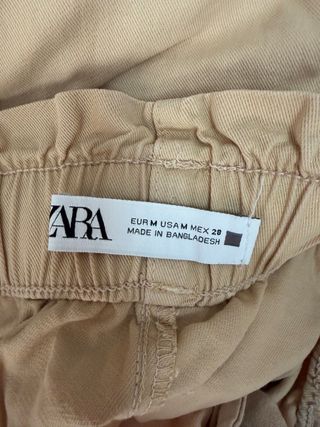 ZARA
EUR M USA M MEX 28
MADE IN BANGLADESH